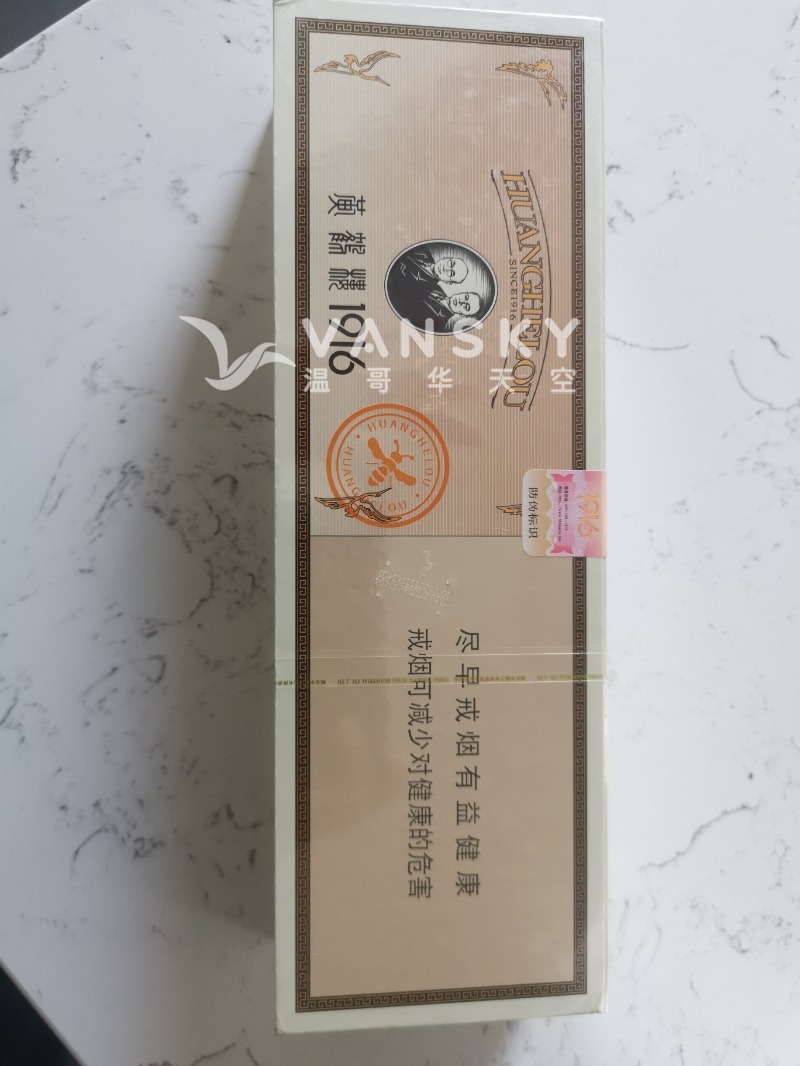 HUANGHELOU
SINCE1916
黄鹤楼1916
VANSKY
温哥华天空
HUANGHELOU
1916
防伪标识
尽早戒烟有益健康
戒烟可减少对健康的危害